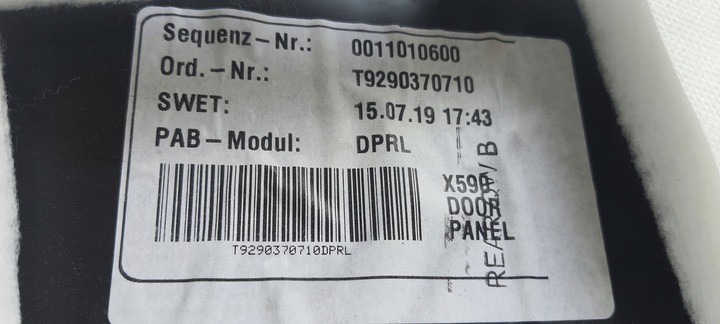 Sequenz-Nr.: 0011010600
Ord.-Nr.: T9290370710
SWET: 15.07.19 17:43
PAB-Modul: DPRL
X590
DOOR
PANEL
T9290370710DPRL